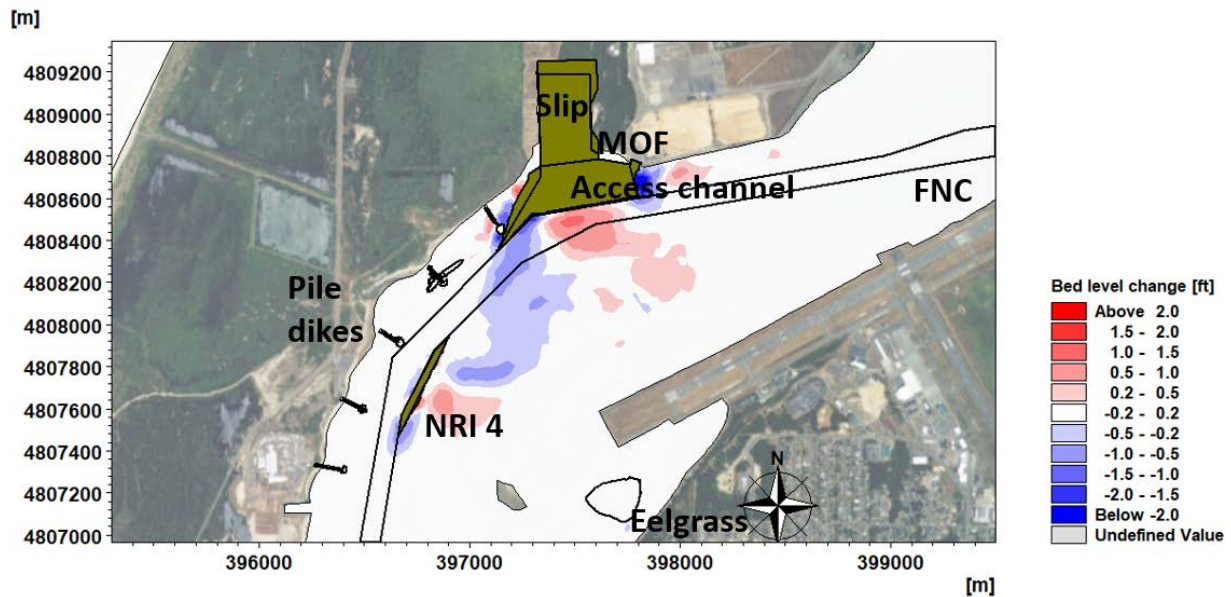 [m]
4809200
4809000
4808800
4808600
4808400
4808200
4808000
4807800
4807600
4807400
4807200
4807000
Slip
MOF
Access channel
FNC
Pile
dikes
NRI 4
N
Eelgrass
396000 397000 398000 399000
[m]
Bed level change [ft]
Above 2.0
1.5 - 2.0
1.0 - 1.5
0.5 - 1.0
0.2 - 0.5
-0.2 - 0.2
-0.5 - -0.2
-1.0 - -0.5
-1.5 - -1.0
-2.0 - -1.5
Below -2.0
Undefined Value